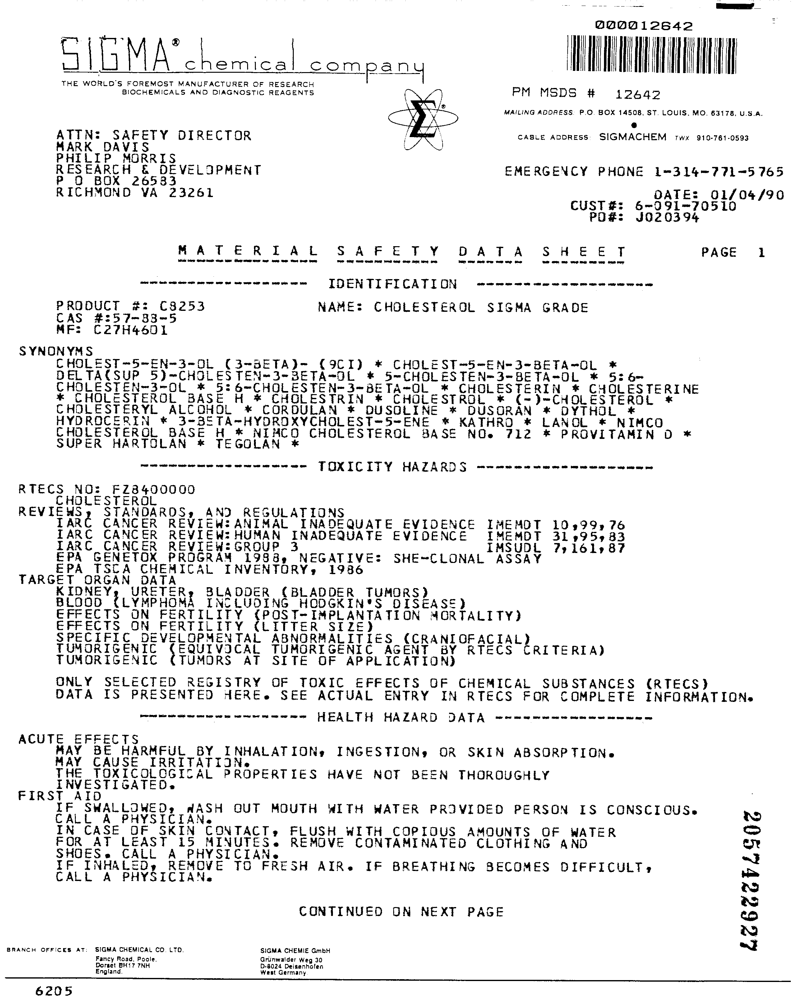 000012642
SIGMA® chemical company
THE WORLD'S FOREMOST MANUFACTURER OF RESEARCH
BIOCHEMICALS AND DIAGNOSTIC REAGENTS
PM MSDS # 12642
MAILING ADDRESS: P.O. BOX 14508, ST. LOUIS, MO. 63178, U.S.A.
CABLE ADDRESS: SIGMACHEM TWX 910-761-0593
Σ
ATTN: SAFETY DIRECTOR
MARK DAVIS
PHILIP MORRIS
RESEARCH & DEVELOPMENT
P O BOX 26583
RICHMOND VA 23261
EMERGENCY PHONE 1-314-771-5765
DATE: 01/04/90
CUST#: 6-091-70510
PO#: J020394
MATERIAL SAFETY DATA SHEET PAGE 1
------------------ IDENTIFICATION ------------------
PRODUCT #: C8253 NAME: CHOLESTEROL SIGMA GRADE
CAS #:57-88-5
MF: C27H46O1
SYNONYMS
CHOLEST-5-EN-3-OL (3-BETA)- (9CI) * CHOLEST-5-EN-3-BETA-OL *
DELTA(SUP 5)-CHOLESTEN-3-BETA-OL * 5-CHOLESTEN-3-BETA-OL * 5:6-
CHOLESTEN-3-OL * 5:6-CHOLESTEN-3-BETA-OL * CHOLESTERIN * CHOLESTERINE
* CHOLESTEROL BASE H * CHOLESTRIN * CHOLESTROL * (-)-CHOLESTEROL *
CHOLESTERYL ALCOHOL * CORDULAN * DUSOLINE * DUSORAN * DYTHOL *
HYDROCERIN * 3-BETA-HYDROXYCHOLEST-5-ENE * KATHRO * LANOL * NIMCO
CHOLESTEROL BASE H * NIMCO CHOLESTEROL BASE NO. 712 * PROVITAMIN D *
SUPER HARTOLAN * TEGOLAN *
------------------ TOXICITY HAZARDS ------------------
RTECS NO: FZ8400000
CHOLESTEROL
REVIEWS, STANDARDS, AND REGULATIONS
IARC CANCER REVIEW:ANIMAL INADEQUATE EVIDENCE IMEMDT 10,99,76
IARC CANCER REVIEW:HUMAN INADEQUATE EVIDENCE IMEMDT 31,95,83
IARC CANCER REVIEW:GROUP 3 IMSUDL 7,161,87
EPA GENETOX PROGRAM 1988, NEGATIVE: SHE-CLONAL ASSAY
EPA TSCA CHEMICAL INVENTORY, 1986
TARGET ORGAN DATA
KIDNEY, URETER, BLADDER (BLADDER TUMORS)
BLOOD (LYMPHOMA INCLUDING HODGKIN'S DISEASE)
EFFECTS ON FERTILITY (POST-IMPLANTATION MORTALITY)
EFFECTS ON FERTILITY (LITTER SIZE)
SPECIFIC DEVELOPMENTAL ABNORMALITIES (CRANIOFACIAL)
TUMORIGENIC (EQUIVOCAL TUMORIGENIC AGENT BY RTECS CRITERIA)
TUMORIGENIC (TUMORS AT SITE OF APPLICATION)
ONLY SELECTED REGISTRY OF TOXIC EFFECTS OF CHEMICAL SUBSTANCES (RTECS)
DATA IS PRESENTED HERE. SEE ACTUAL ENTRY IN RTECS FOR COMPLETE INFORMATION.
------------------ HEALTH HAZARD DATA ------------------
ACUTE EFFECTS
MAY BE HARMFUL BY INHALATION, INGESTION, OR SKIN ABSORPTION.
MAY CAUSE IRRITATION.
THE TOXICOLOGICAL PROPERTIES HAVE NOT BEEN THOROUGHLY
INVESTIGATED.
FIRST AID
IF SWALLOWED, WASH OUT MOUTH WITH WATER PROVIDED PERSON IS CONSCIOUS.
CALL A PHYSICIAN.
IN CASE OF SKIN CONTACT, FLUSH WITH COPIOUS AMOUNTS OF WATER
FOR AT LEAST 15 MINUTES. REMOVE CONTAMINATED CLOTHING AND
SHOES. CALL A PHYSICIAN.
IF INHALED, REMOVE TO FRESH AIR. IF BREATHING BECOMES DIFFICULT,
CALL A PHYSICIAN.
CONTINUED ON NEXT PAGE
2057422927
BRANCH OFFICES AT: SIGMA CHEMICAL CO. LTD. SIGMA CHEMIE GmbH
Fancy Road, Poole, Grünwalder Weg 30
Dorset BH17 7NH D-8024 Deisenhofen
England. West Germany
6205